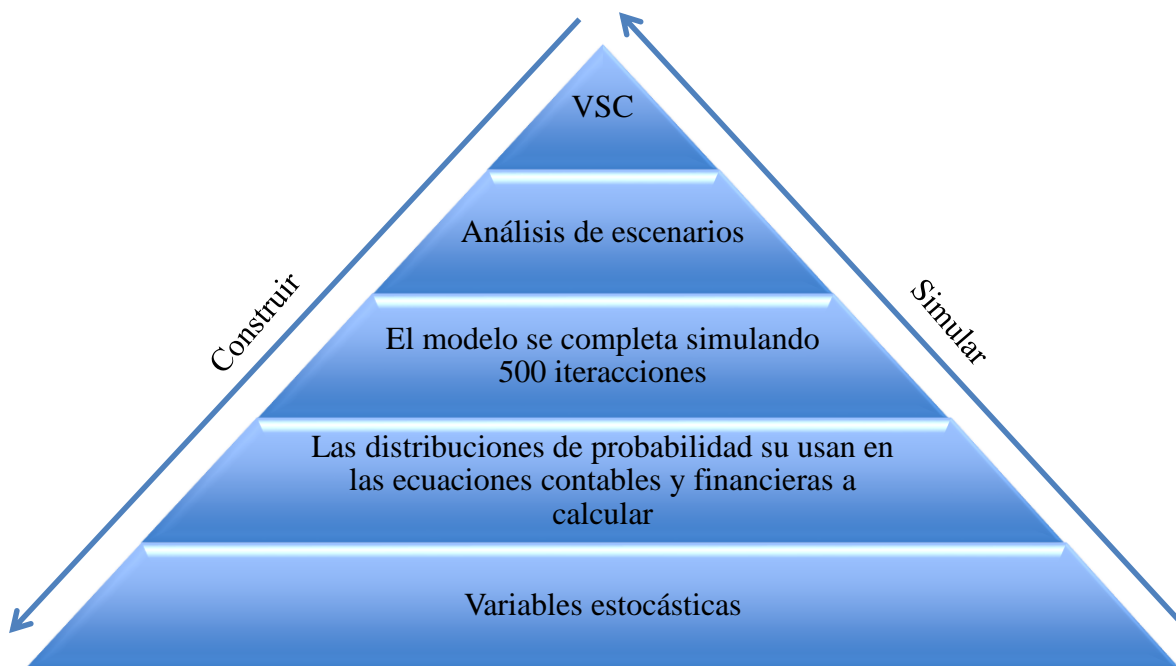 VSC
Análisis de escenarios
Construir
Simular
El modelo se completa simulando
500 iteracciones
Las distribuciones de probabilidad su usan en
las ecuaciones contables y financieras a
calcular
Variables estocásticas